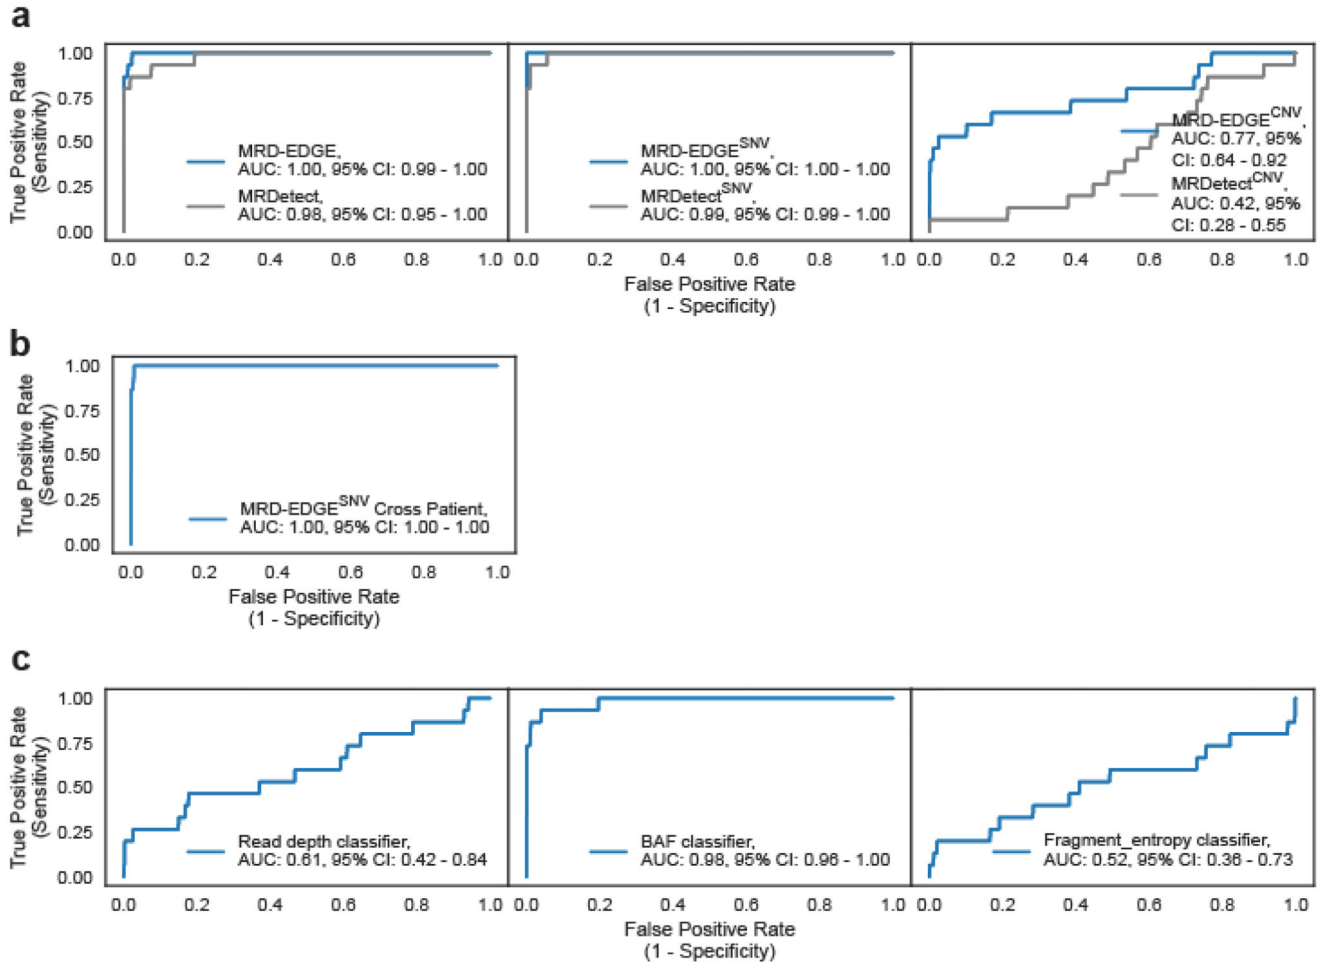 a
True Positive Rate
(Sensitivity)
1.00
0.75
0.50
0.25
0.00
MRD-EDGE,
AUC: 1.00, 95% CI: 0.99 - 1.00
MRDetect,
AUC: 0.98, 95% CI: 0.95 - 1.00
MRD-EDGE^SNV,
AUC: 1.00, 95% CI: 1.00 - 1.00
MRDetect^SNV,
AUC: 0.99, 95% CI: 0.99 - 1.00
MRD-EDGE^CNV,
AUC: 0.77, 95%
CI: 0.64 - 0.92
MRDetect^CNV,
AUC: 0.42, 95%
CI: 0.28 - 0.55
0.0 0.2 0.4 0.6 0.8 1.0 0.0 0.2 0.4 0.6 0.8 1.0 0.0 0.2 0.4 0.6 0.8 1.0
False Positive Rate
(1 - Specificity)
b
True Positive Rate
(Sensitivity)
1.00
0.75
0.50
0.25
0.00
MRD-EDGE^SNV Cross Patient,
AUC: 1.00, 95% CI: 1.00 - 1.00
0.0 0.2 0.4 0.6 0.8 1.0
False Positive Rate
(1 - Specificity)
c
True Positive Rate
(Sensitivity)
1.00
0.75
0.50
0.25
0.00
Read depth classifier,
AUC: 0.61, 95% CI: 0.42 - 0.84
BAF classifier,
AUC: 0.98, 95% CI: 0.96 - 1.00
Fragment_entropy classifier,
AUC: 0.52, 95% CI: 0.36 - 0.73
0.0 0.2 0.4 0.6 0.8 1.0 0.0 0.2 0.4 0.6 0.8 1.0 0.0 0.2 0.4 0.6 0.8 1.0
False Positive Rate
(1 - Specificity)